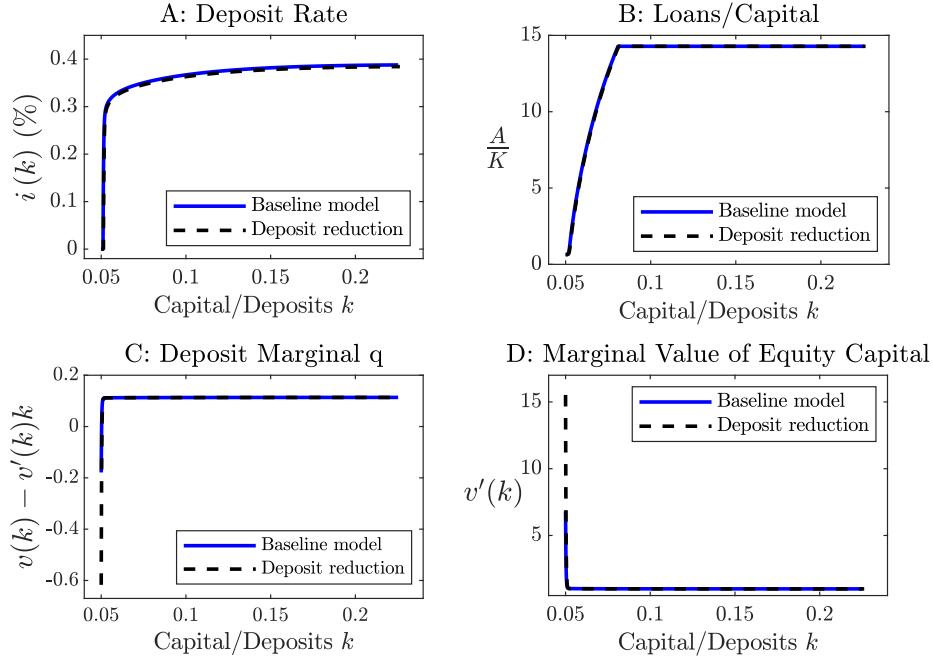 A: Deposit Rate
i(k) (%)
0.4
0.3
0.2
0.1
0
Baseline model
Deposit reduction
0.05 0.1 0.15 0.2
Capital/Deposits k
B: Loans/Capital
A/K
15
10
5
0
Baseline model
Deposit reduction
0.05 0.1 0.15 0.2
Capital/Deposits k
C: Deposit Marginal q
v(k) − v′(k)k
0.2
0
-0.2
-0.4
-0.6
Baseline model
Deposit reduction
0.05 0.1 0.15 0.2
Capital/Deposits k
D: Marginal Value of Equity Capital
v′(k)
15
10
5
Baseline model
Deposit reduction
0.05 0.1 0.15 0.2
Capital/Deposits k